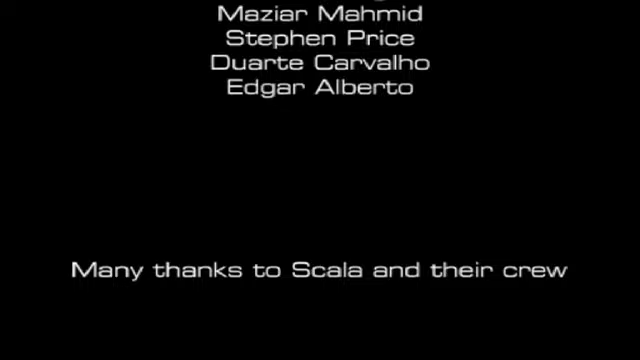 Maziar Mahmid
Stephen Price
Duarte Carvalho
Edgar Alberto
Many thanks to Scala and their crew